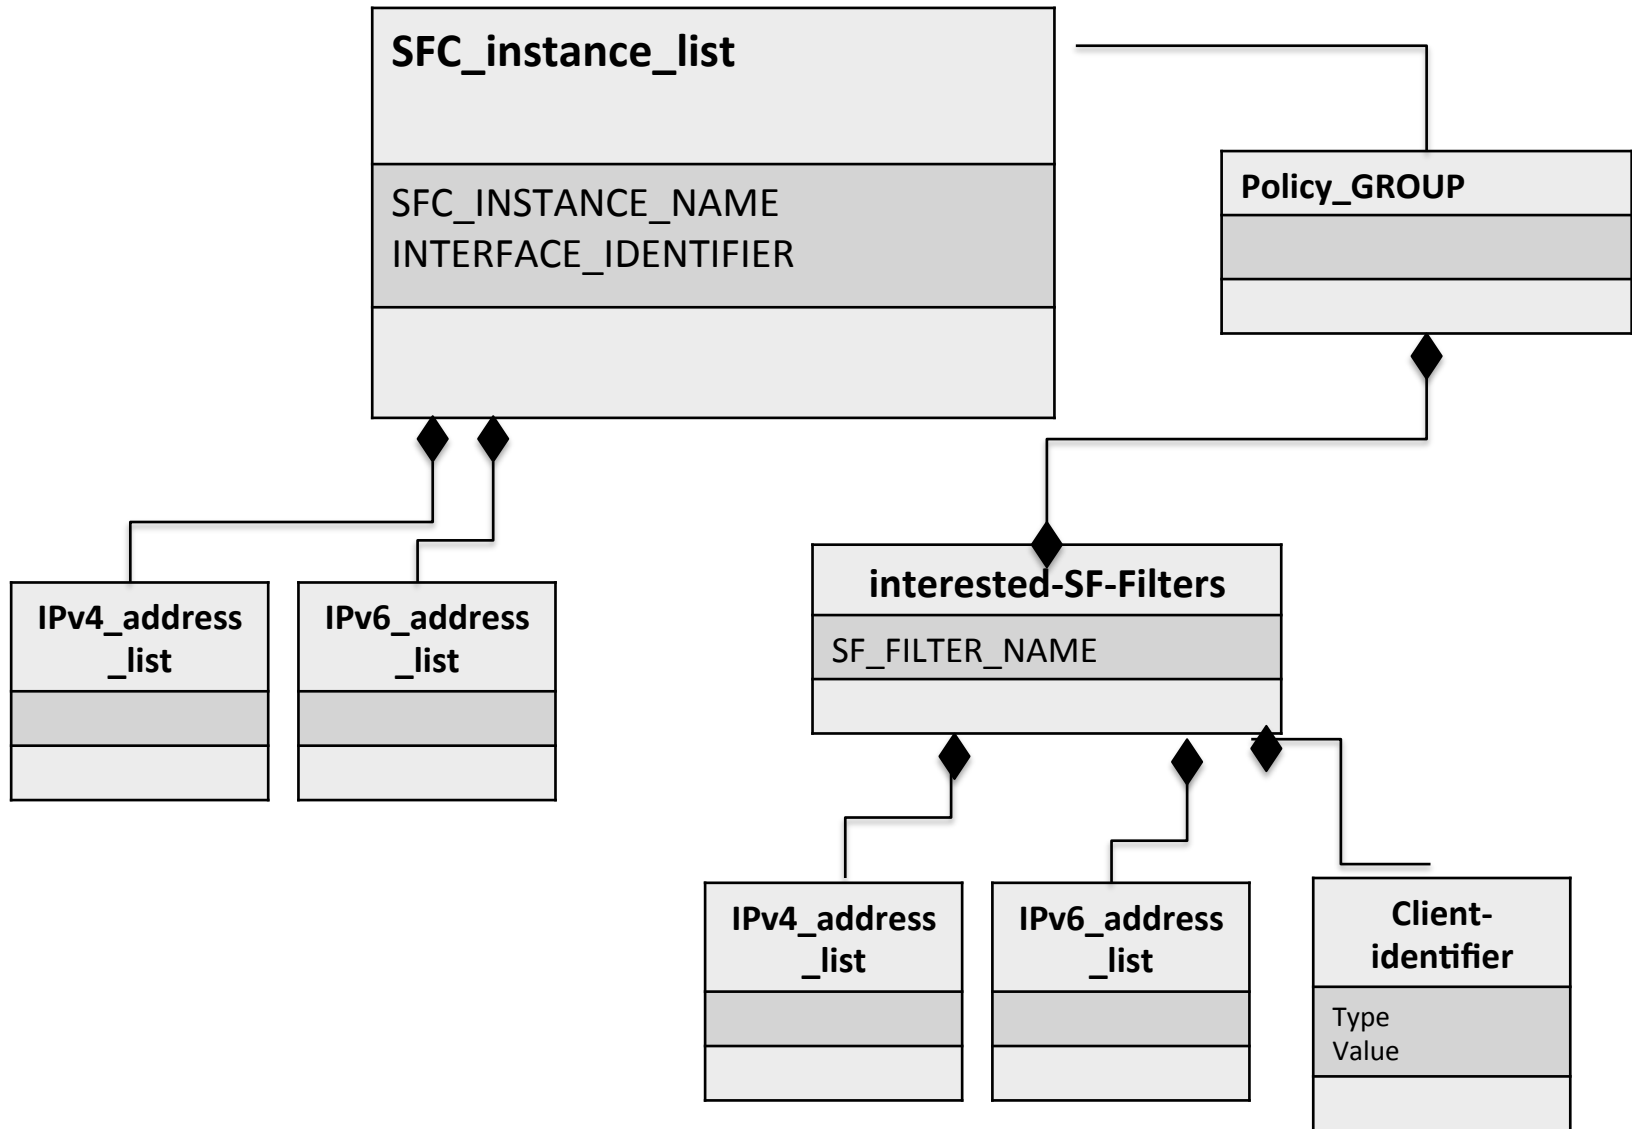 SFC_instance_list
SFC_INSTANCE_NAME
INTERFACE_IDENTIFIER
Policy_GROUP
IPv4_address
_list
IPv6_address
_list
interested-SF-Filters
SF_FILTER_NAME
IPv4_address
_list
IPv6_address
_list
Client-
identifier
Type
Value